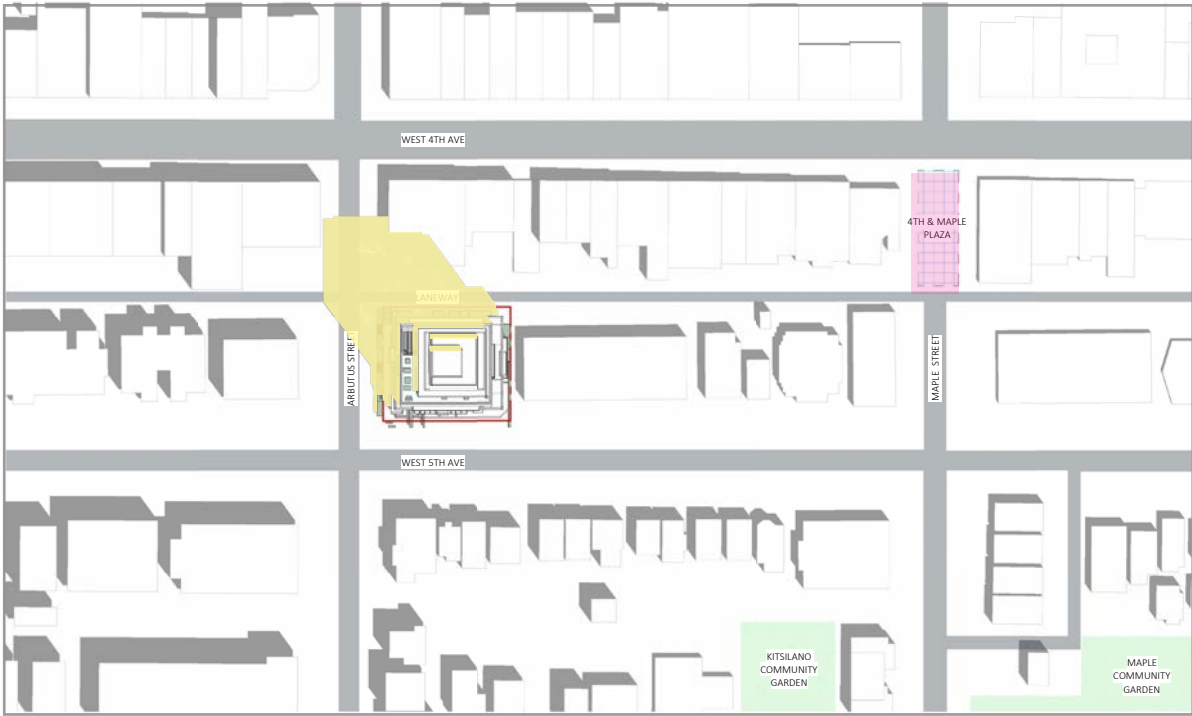 WEST 4TH AVE
4TH & MAPLE
PLAZA
LANEWAY
ARBUTUS STREET
MAPLE STREET
WEST 5TH AVE
KITSILANO
COMMUNITY
GARDEN
MAPLE
COMMUNITY
GARDEN